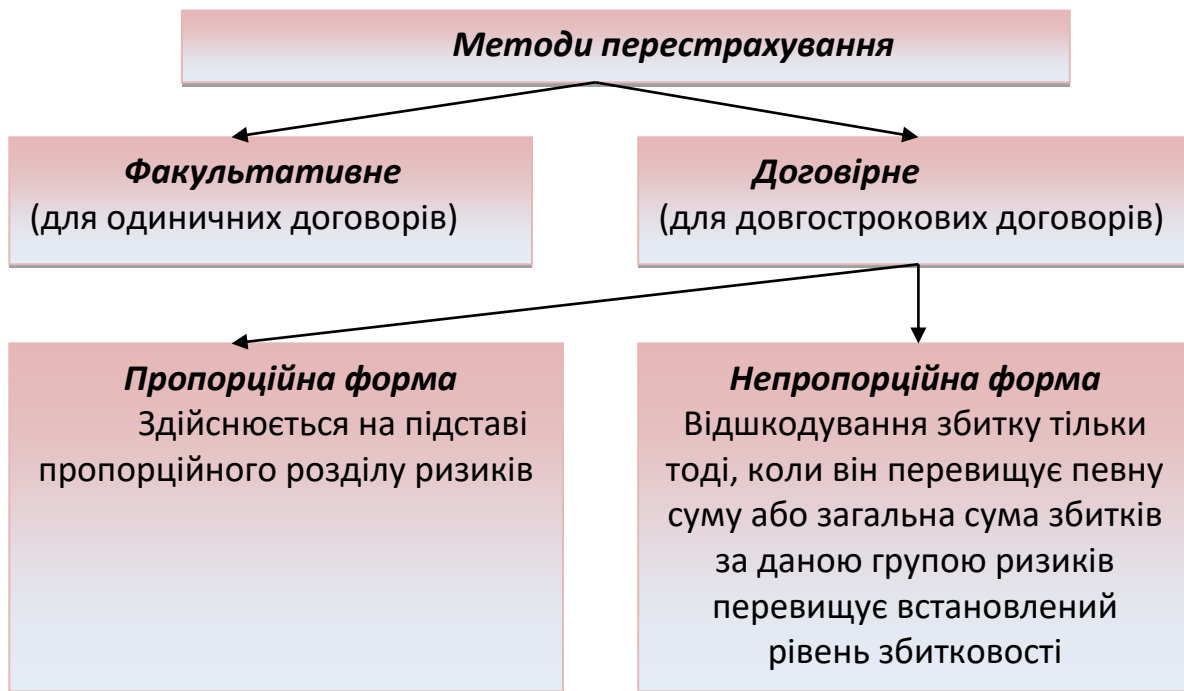 Методи перестрахування
Факультативне
(для одиничних договорів)
Договірне
(для довгострокових договорів)
Пропорційна форма
Здійснюється на підставі
пропорційного розділу ризиків
Непропорційна форма
Відшкодування збитку тільки
тоді, коли він перевищує певну
суму або загальна сума збитків
за даною групою ризиків
перевищує встановлений
рівень збитковості